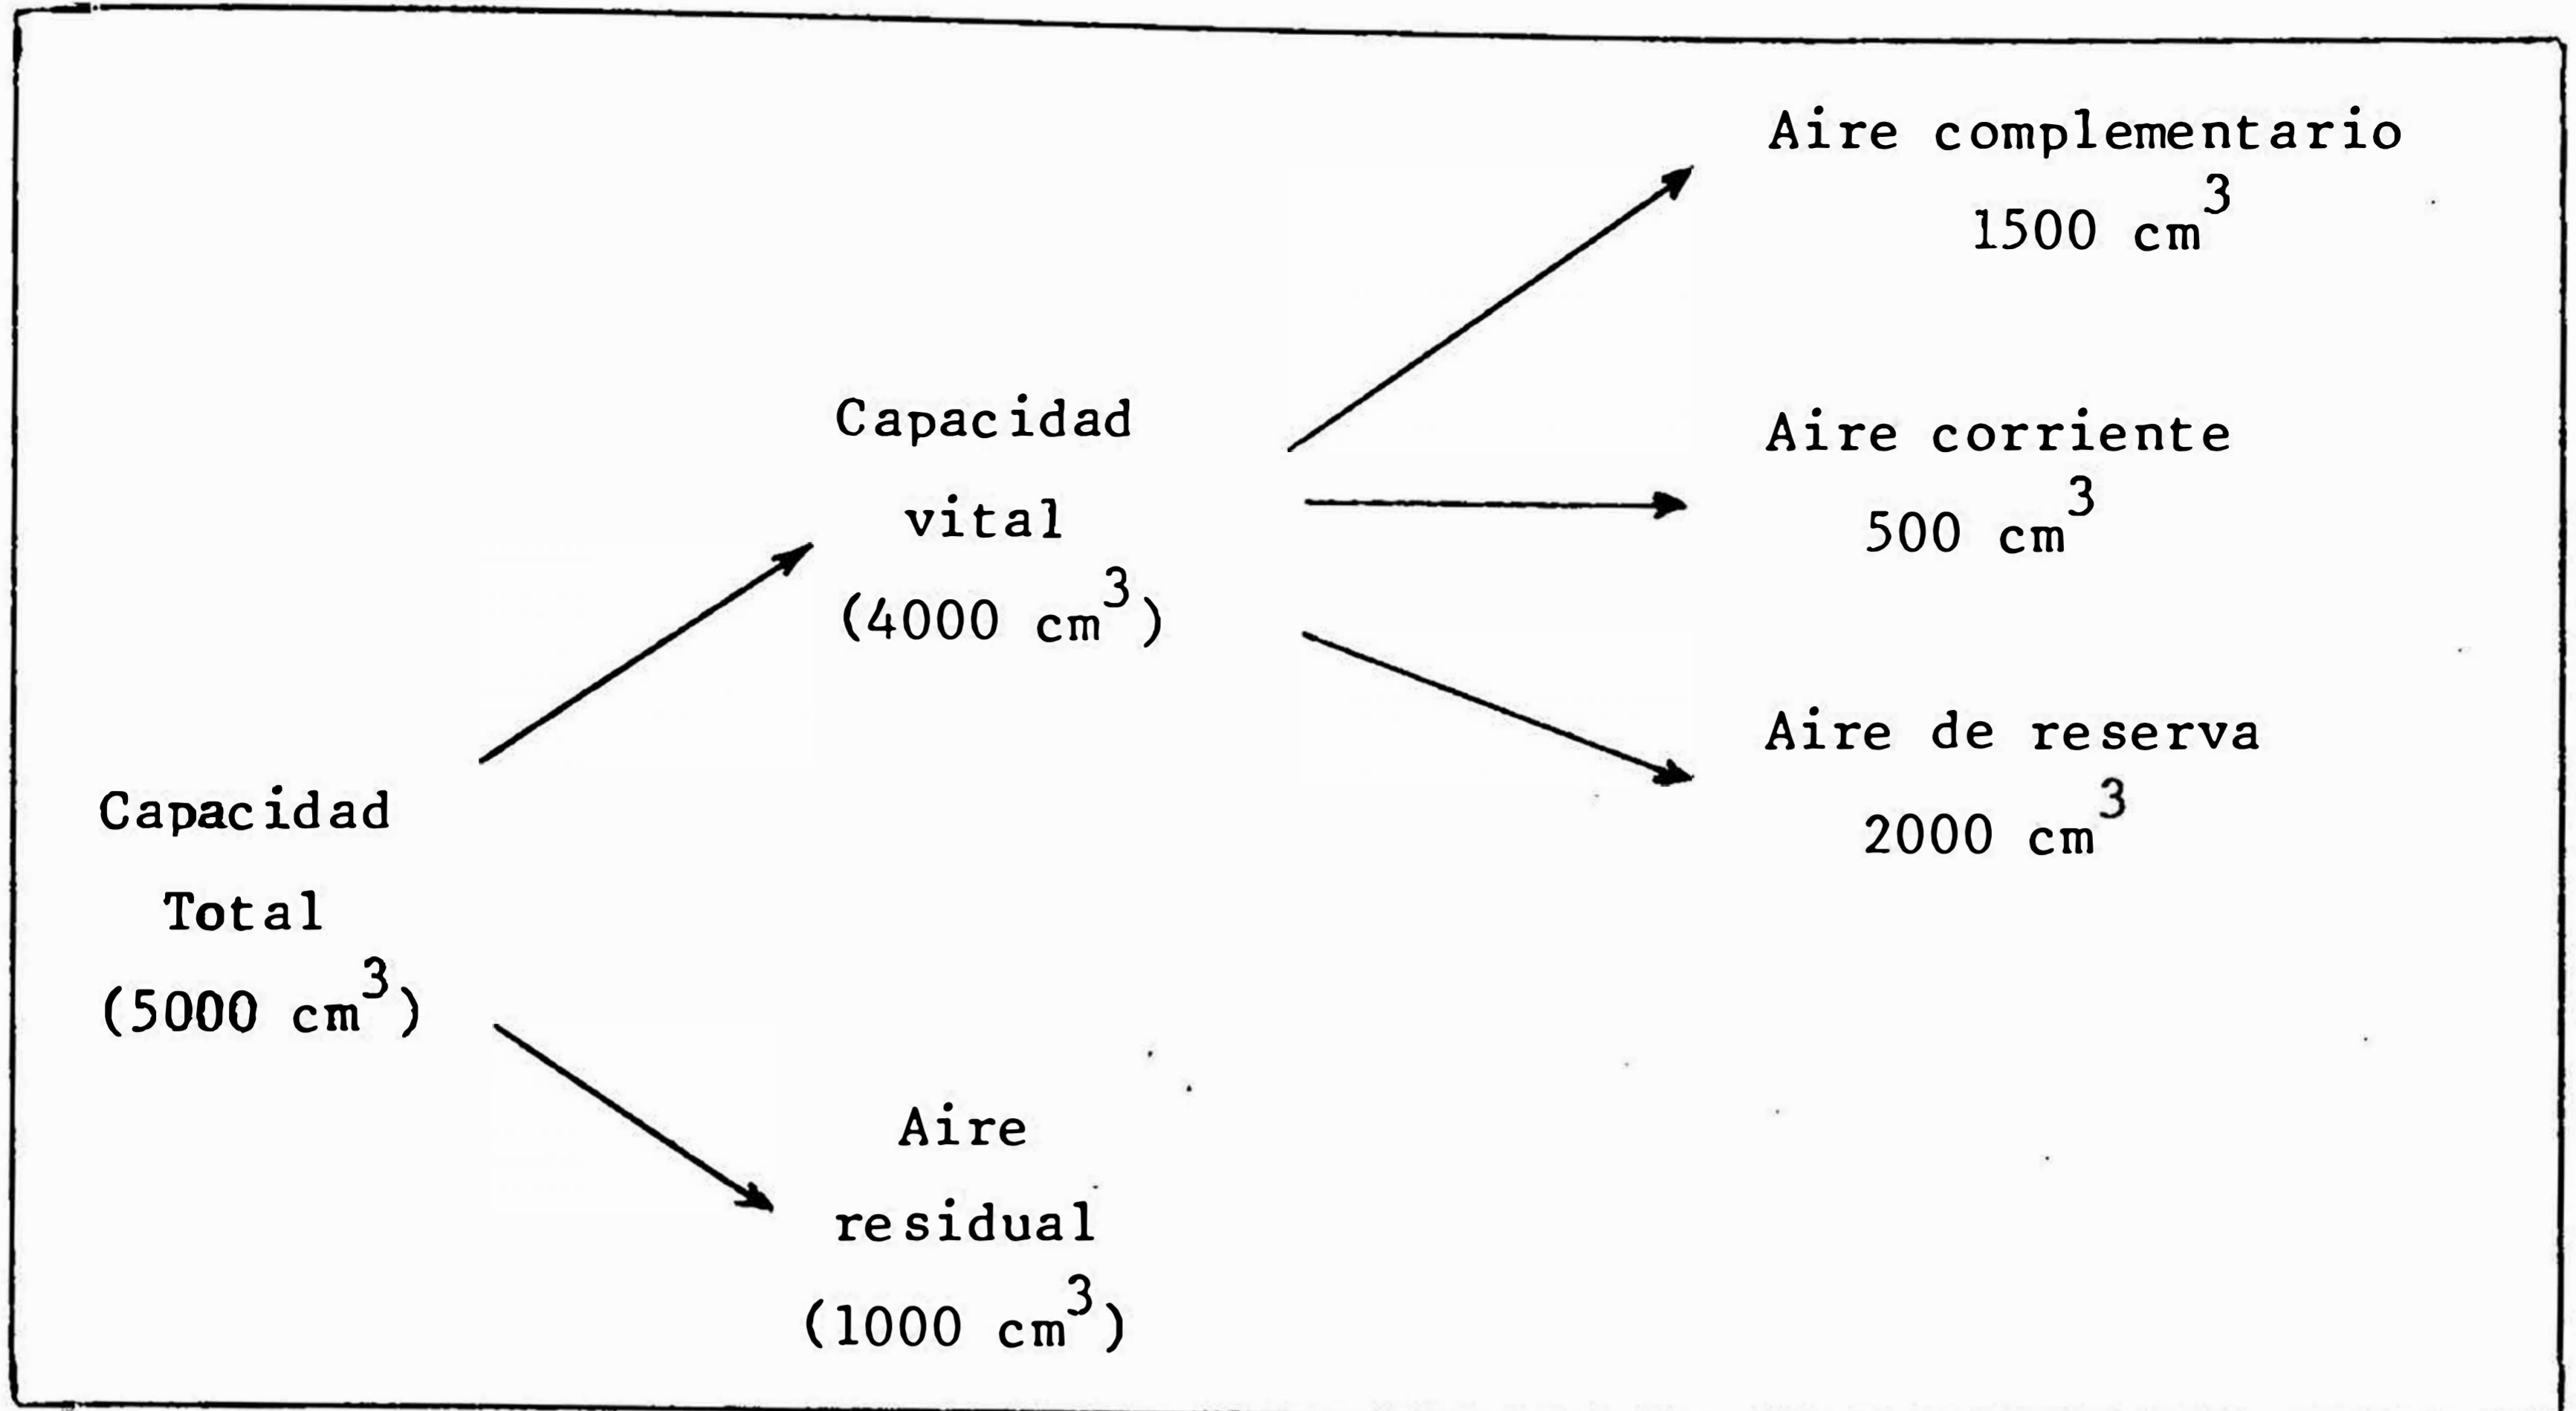 Aire complementario
1500 cm³
Capacidad
vital
(4000 cm³)
Aire corriente
500 cm³
Aire de reserva
2000 cm³
Capacidad
Total
(5000 cm³)
Aire
residual
(1000 cm³)